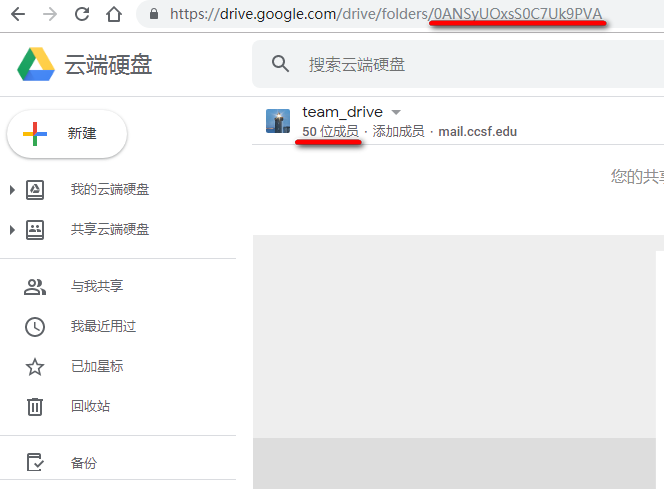 https://drive.google.com/drive/folders/0ANSyUOxsS0C7Uk9PVA
云端硬盘
搜索云端硬盘
新建
team_drive
50 位成员 · 添加成员 · mail.ccsf.edu
您的共享
我的云端硬盘
共享云端硬盘
与我共享
我最近用过
已加星标
回收站
备份